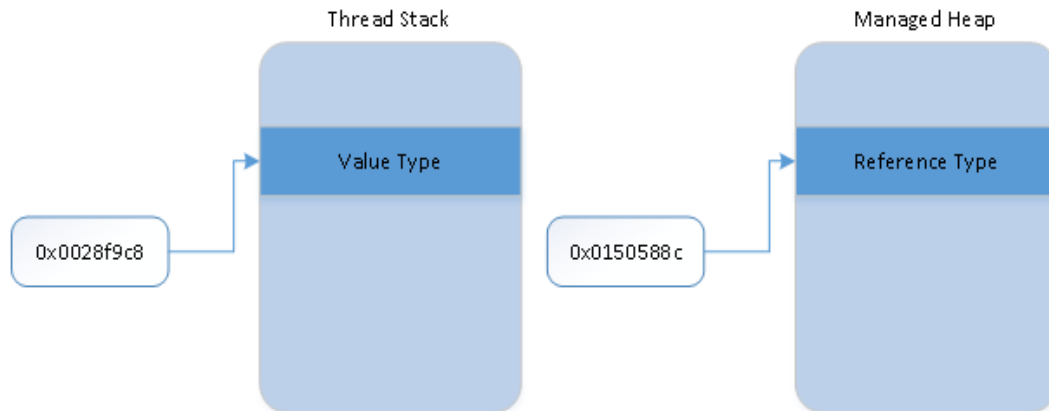 Thread Stack
Managed Heap
Value Type
Reference Type
0x0028f9c8
0x0150588c